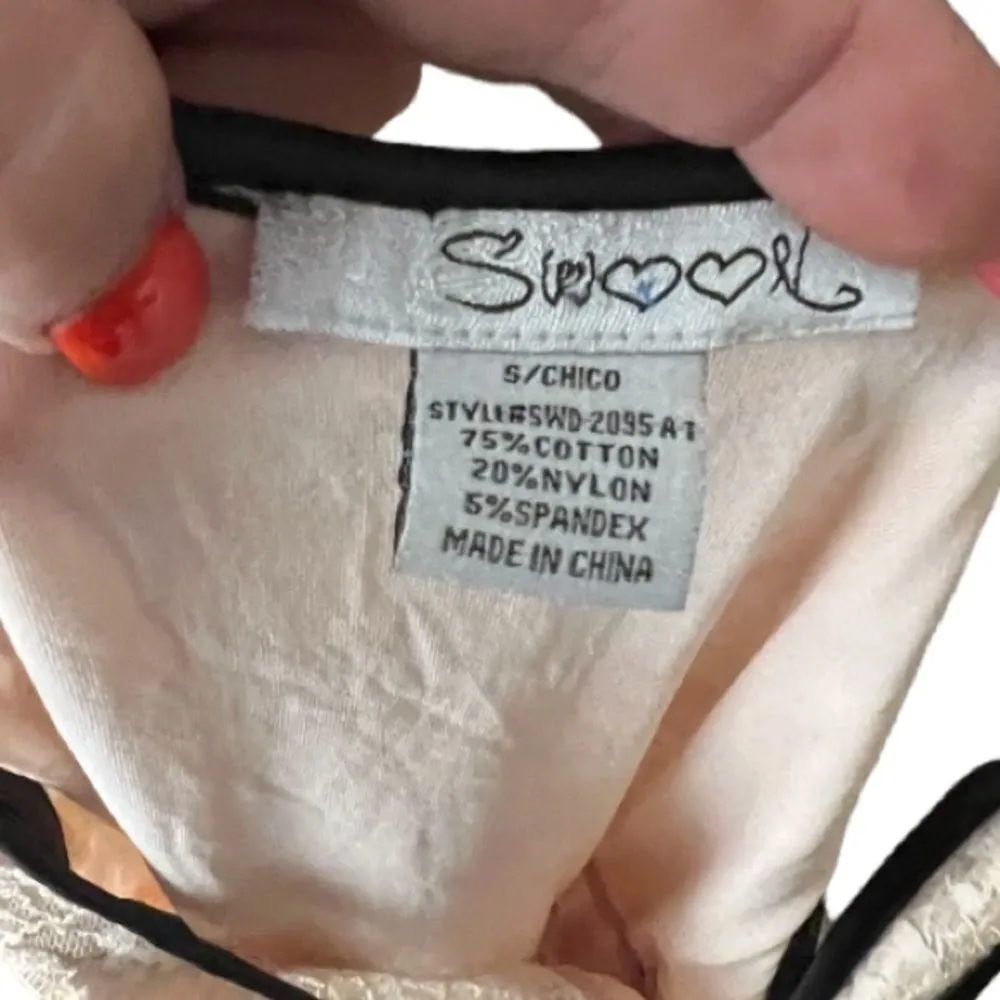 S(P)♡♡L
S/CHICO
STYLE#SWD-2095 A-1
75%COTTON
20%NYLON
5%SPANDEX
MADE IN CHINA